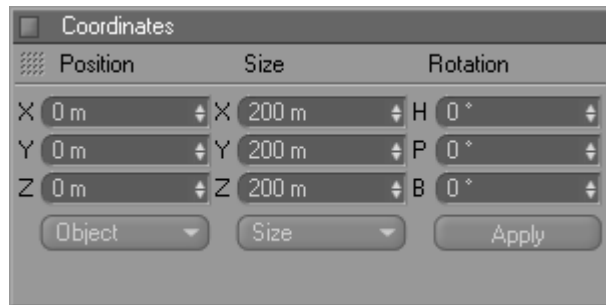 Coordinates
Position Size Rotation
X 0 m X 200 m H 0 °
Y 0 m Y 200 m P 0 °
Z 0 m Z 200 m B 0 °
Object Size Apply